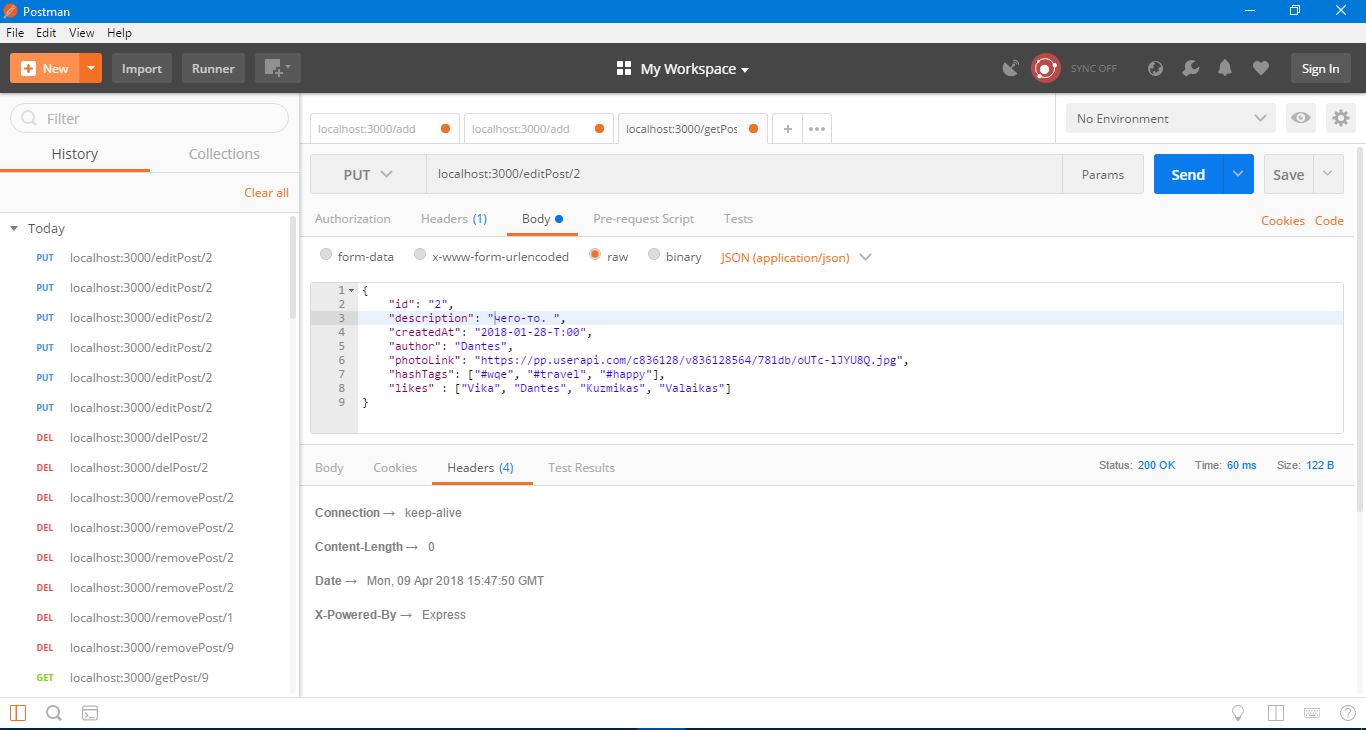 Postman
File Edit View Help
New Import Runner My Workspace SYNC OFF Sign In
Filter
History Collections
Clear all
Today
PUT localhost:3000/editPost/2
PUT localhost:3000/editPost/2
PUT localhost:3000/editPost/2
PUT localhost:3000/editPost/2
PUT localhost:3000/editPost/2
PUT localhost:3000/editPost/2
DEL localhost:3000/delPost/2
DEL localhost:3000/delPost/2
DEL localhost:3000/removePost/2
DEL localhost:3000/removePost/2
DEL localhost:3000/removePost/2
DEL localhost:3000/removePost/2
DEL localhost:3000/removePost/1
DEL localhost:3000/removePost/9
GET localhost:3000/getPost/9
localhost:3000/add localhost:3000/add localhost:3000/getPos + ••• No Environment
PUT localhost:3000/editPost/2 Params Send Save
Authorization Headers (1) Body Pre-request Script Tests Cookies Code
form-data x-www-form-urlencoded raw binary JSON (application/json)
1 {
2 "id": "2",
3 "description": "чего-то. ",
4 "createdAt": "2018-01-28-T:00",
5 "author": "Dantes",
6 "photoLink": "https://pp.userapi.com/c836128/v836128564/781db/oUTc-lJYU8Q.jpg",
7 "hashTags": ["#wqe", "#travel", "#happy"],
8 "likes" : ["Vika", "Dantes", "Kuzmikas", "Valaikas"]
9 }
Body Cookies Headers (4) Test Results Status: 200 OK Time: 60 ms Size: 122 B
Connection → keep-alive
Content-Length → 0
Date → Mon, 09 Apr 2018 15:47:50 GMT
X-Powered-By → Express